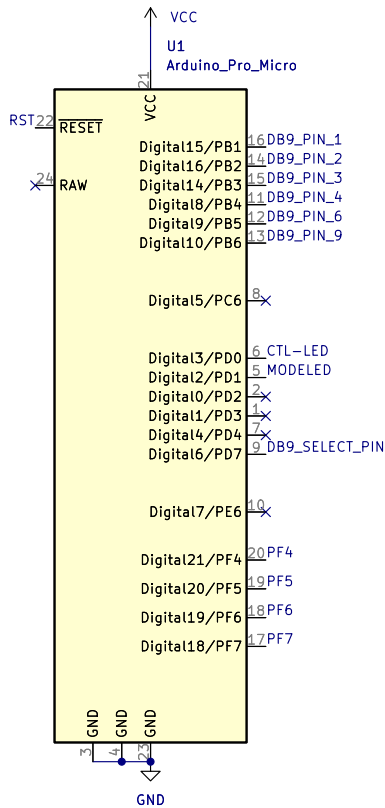 VCC
U1
Arduino_Pro_Micro
21
VCC
RST 22 RESET
24 RAW
Digital15/PB1 16 DB9_PIN_1
Digital16/PB2 14 DB9_PIN_2
Digital14/PB3 15 DB9_PIN_3
Digital8/PB4 11 DB9_PIN_4
Digital9/PB5 12 DB9_PIN_6
Digital10/PB6 13 DB9_PIN_9
Digital5/PC6 8
Digital3/PD0 6 CTL-LED
Digital2/PD1 5 MODELED
Digital0/PD2 2
Digital1/PD3 1
Digital4/PD4 7
Digital6/PD7 9 DB9_SELECT_PIN
Digital7/PE6 10
Digital21/PF4 20 PF4
Digital20/PF5 19 PF5
Digital19/PF6 18 PF6
Digital18/PF7 17 PF7
GND GND GND
3 4 23
GND